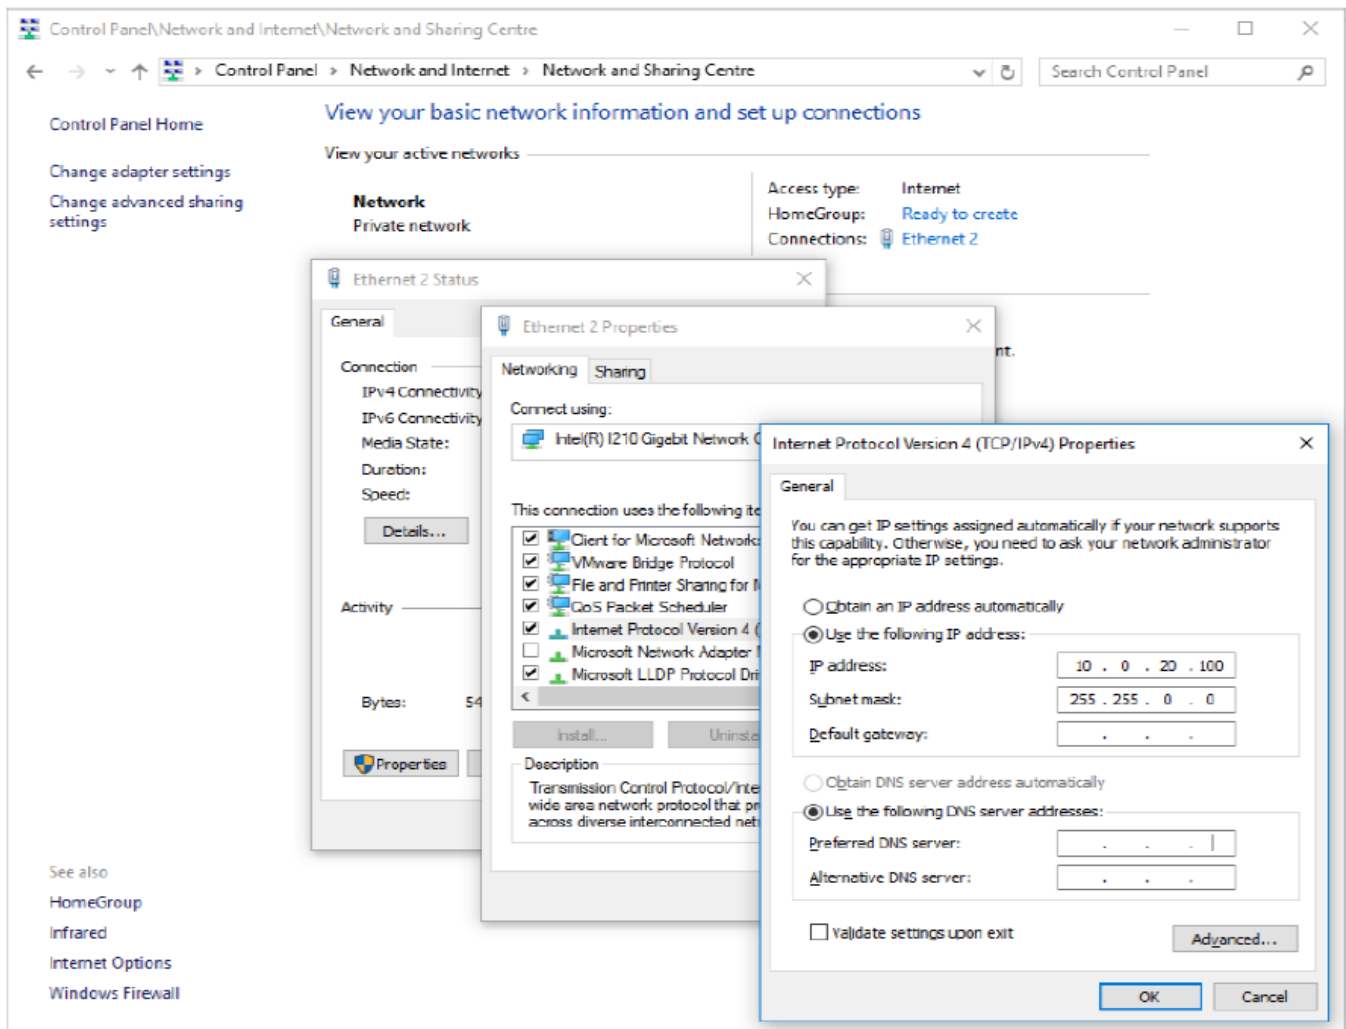 Control Panel\Network and Internet\Network and Sharing Centre
Control Panel > Network and Internet > Network and Sharing Centre
Search Control Panel
Control Panel Home
Change adapter settings
Change advanced sharing
settings
View your basic network information and set up connections
View your active networks
Network
Private network
Access type: Internet
HomeGroup: Ready to create
Connections: Ethernet 2
nt.
Ethernet 2 Status
General
Connection
IPv4 Connectivity
IPv6 Connectivity
Media State:
Duration:
Speed:
Details...
Activity
Bytes: 54
Properties
Ethernet 2 Properties
Networking Sharing
Connect using:
Intel(R) I210 Gigabit Network C
This connection uses the following ite
Client for Microsoft Networks
VMware Bridge Protocol
File and Printer Sharing for M
QoS Packet Scheduler
Internet Protocol Version 4 (
Microsoft Network Adapter M
Microsoft LLDP Protocol Dri
Install... Uninsta
Description
Transmission Control Protocol/Inte
wide area network protocol that pr
across diverse interconnected net
Internet Protocol Version 4 (TCP/IPv4) Properties
General
You can get IP settings assigned automatically if your network supports
this capability. Otherwise, you need to ask your network administrator
for the appropriate IP settings.
Obtain an IP address automatically
Use the following IP address:
IP address: 10 . 0 . 20 . 100
Subnet mask: 255 . 255 . 0 . 0
Default gateway: . . .
Obtain DNS server address automatically
Use the following DNS server addresses:
Preferred DNS server: . . .
Alternative DNS server: . . .
Validate settings upon exit
Advanced...
OK Cancel
See also
HomeGroup
Infrared
Internet Options
Windows Firewall